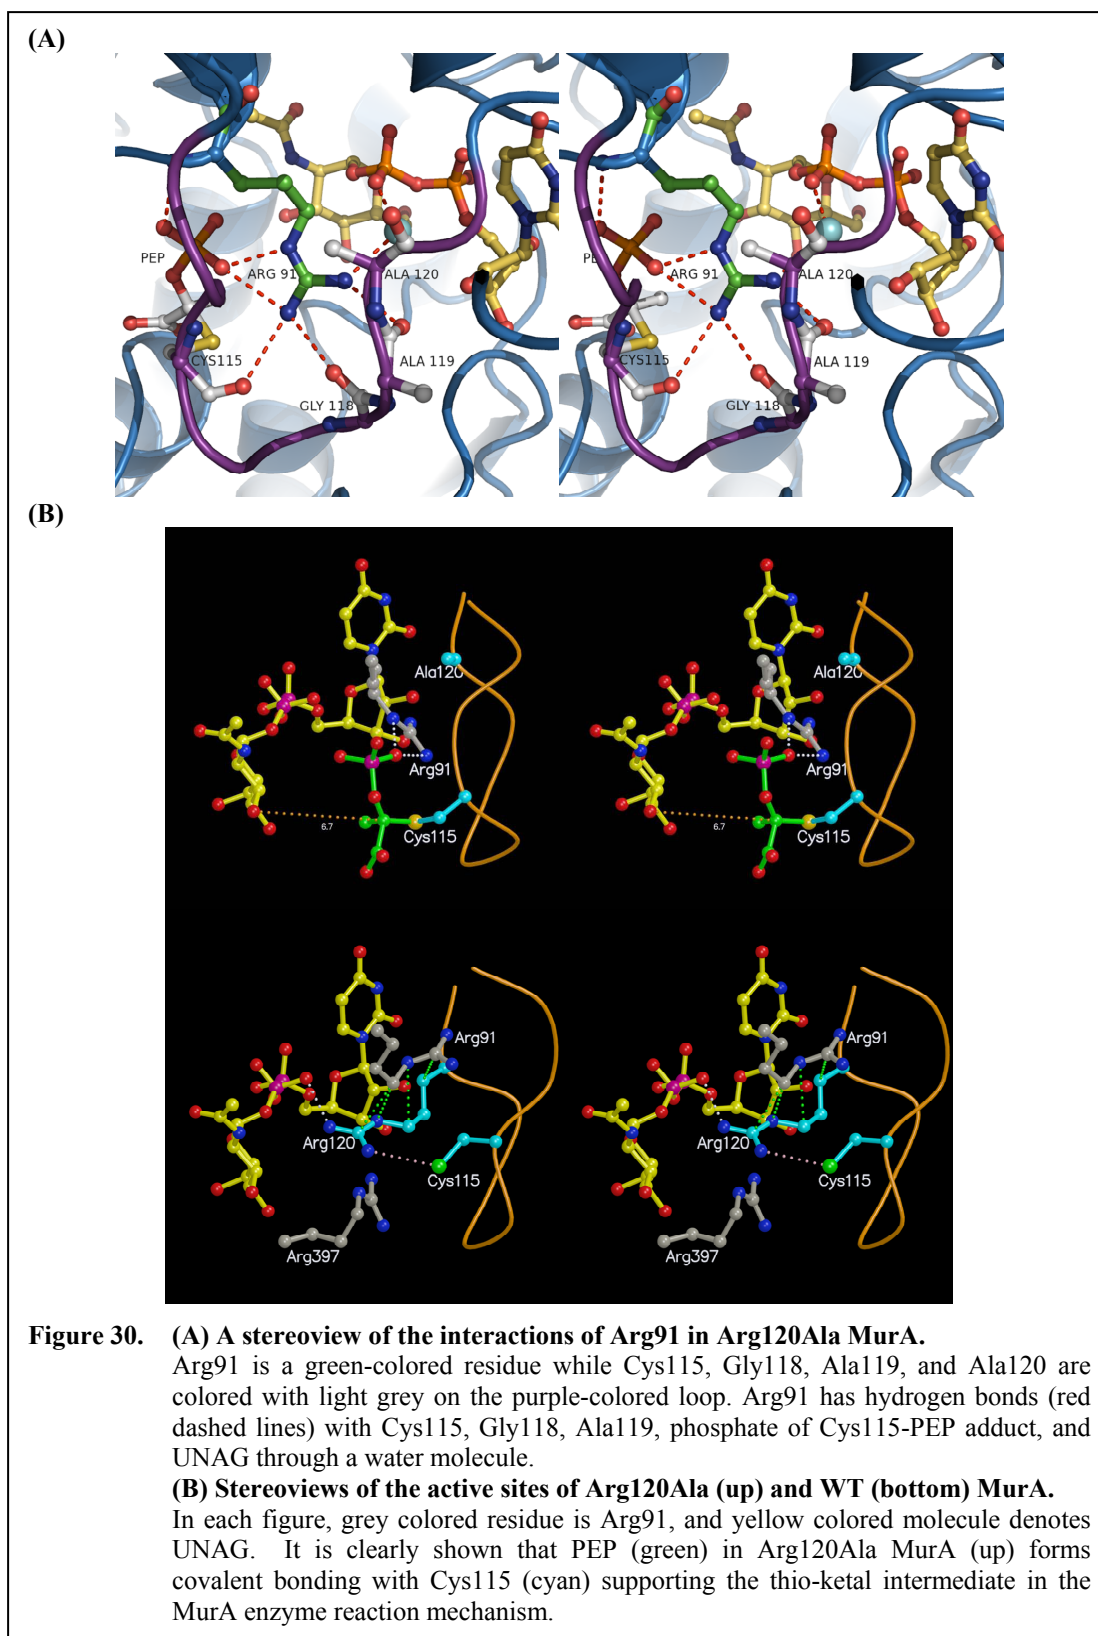 (A)
PEP
ARG 91
ALA 120
CYS115
ALA 119
GLY 118
PE
ARG 91
ALA 120
CYS115
ALA 119
GLY 118
(B)
Ala120
Arg91
6.7
Cys115
Ala120
Arg91
6.7
Cys115
Arg91
Arg120
Cys115
Arg397
Arg91
Arg120
Cys115
Arg397
Figure 30. (A) A stereoview of the interactions of Arg91 in Arg120Ala MurA.
Arg91 is a green-colored residue while Cys115, Gly118, Ala119, and Ala120 are
colored with light grey on the purple-colored loop. Arg91 has hydrogen bonds (red
dashed lines) with Cys115, Gly118, Ala119, phosphate of Cys115-PEP adduct, and
UNAG through a water molecule.
(B) Stereoviews of the active sites of Arg120Ala (up) and WT (bottom) MurA.
In each figure, grey colored residue is Arg91, and yellow colored molecule denotes
UNAG. It is clearly shown that PEP (green) in Arg120Ala MurA (up) forms
covalent bonding with Cys115 (cyan) supporting the thio-ketal intermediate in the
MurA enzyme reaction mechanism.